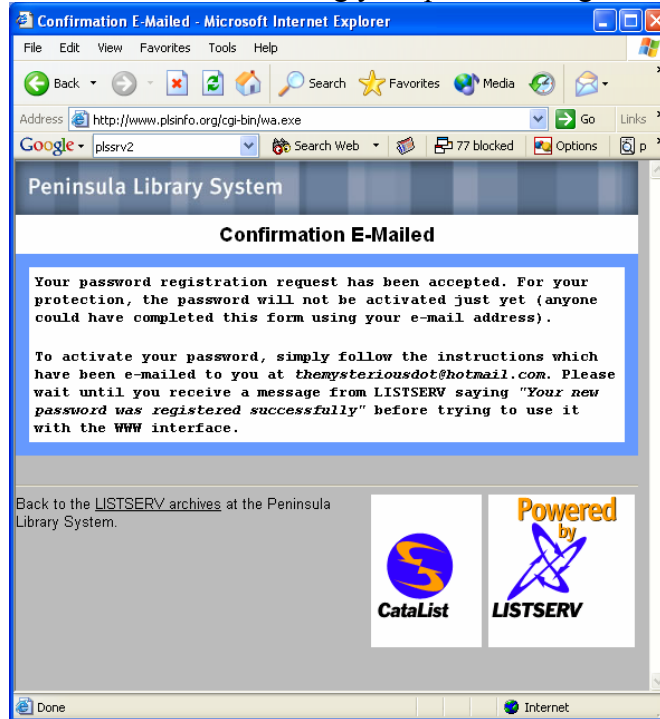 Confirmation E-Mailed - Microsoft Internet Explorer
File Edit View Favorites Tools Help
Back Search Favorites Media
Address http://www.plsinfo.org/cgi-bin/wa.exe Go Links
Google plssrv2 Search Web 77 blocked Options p
Peninsula Library System
Confirmation E-Mailed
Your password registration request has been accepted. For your
protection, the password will not be activated just yet (anyone
could have completed this form using your e-mail address).
To activate your password, simply follow the instructions which
have been e-mailed to you at themysteriousdot@hotmail.com. Please
wait until you receive a message from LISTSERV saying "Your new
password was registered successfully" before trying to use it
with the WWW interface.
Back to the LISTSERV archives at the Peninsula
Library System.
CataList
Powered
by
LISTSERV
Done Internet